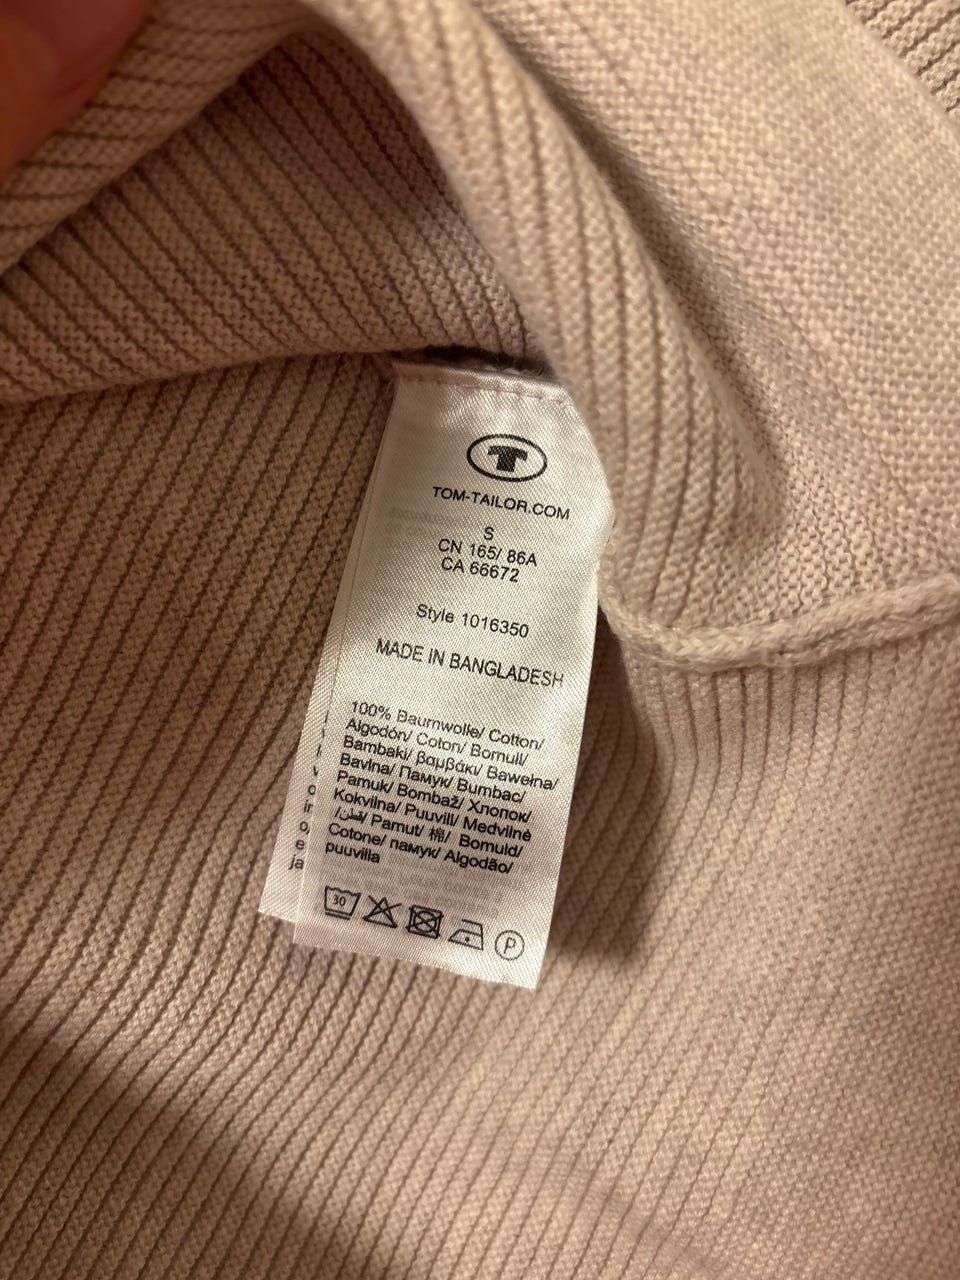 T
TOM-TAILOR.COM
S
CN 165/ 86A
CA 66672
Style 1016350
MADE IN BANGLADESH
100% Baumwolle/ Cotton/
Algodón/ Coton/ Bomull/
Bambaki/ βαμβάκι/ Bawełna/
Bavlna/ Памук/ Bumbac/
Pamuk/ Bombaž/ Хлопок/
Kokvilna/ Puuvill/ Medvilnė
/قطن/ Pamut/ 棉/ Bomuld/
Cotone/ памук/ Algodão/
puuvilla
30
P